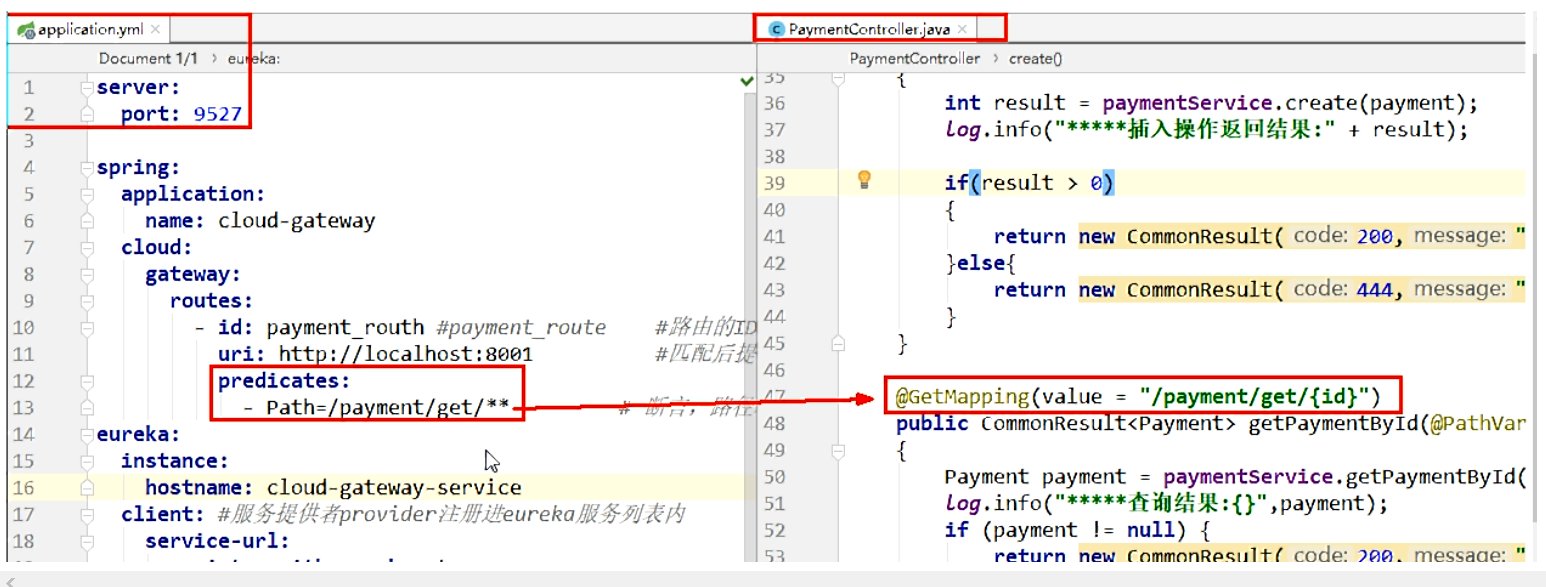 application.yml
Document 1/1 > eureka:
1 server:
2 port: 9527
3
4 spring:
5 application:
6 name: cloud-gateway
7 cloud:
8 gateway:
9 routes:
10 - id: payment_routh #payment_route #路由的ID
11 uri: http://localhost:8001 #匹配后提
12 predicates:
13 - Path=/payment/get/** # 断言，路径
14 eureka:
15 instance:
16 hostname: cloud-gateway-service
17 client: #服务提供者provider注册进eureka服务列表内
18 service-url:
PaymentController.java
PaymentController > create()
35 {
36 int result = paymentService.create(payment);
37 log.info("*****插入操作返回结果:" + result);
38
39 if(result > 0)
40 {
41 return new CommonResult( code: 200, message: "
42 }else{
43 return new CommonResult( code: 444, message: "
44 }
45 }
46
47 @GetMapping(value = "/payment/get/{id}")
48 public CommonResult<Payment> getPaymentById(@PathVar
49 {
50 Payment payment = paymentService.getPaymentById(
51 log.info("*****查询结果:{}",payment);
52 if (payment != null) {
53 return new CommonResult( code: 200, message: "